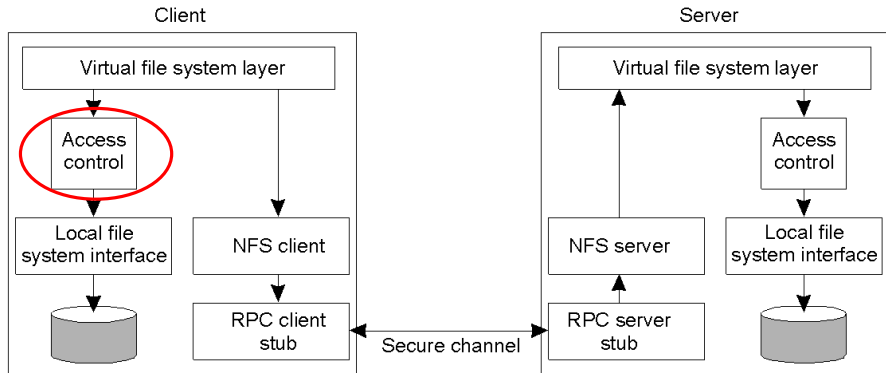 Client
Server
Virtual file system layer
Virtual file system layer
Access
control
Access
control
Local file
system interface
NFS client
NFS server
Local file
system interface
RPC client
stub
Secure channel
RPC server
stub